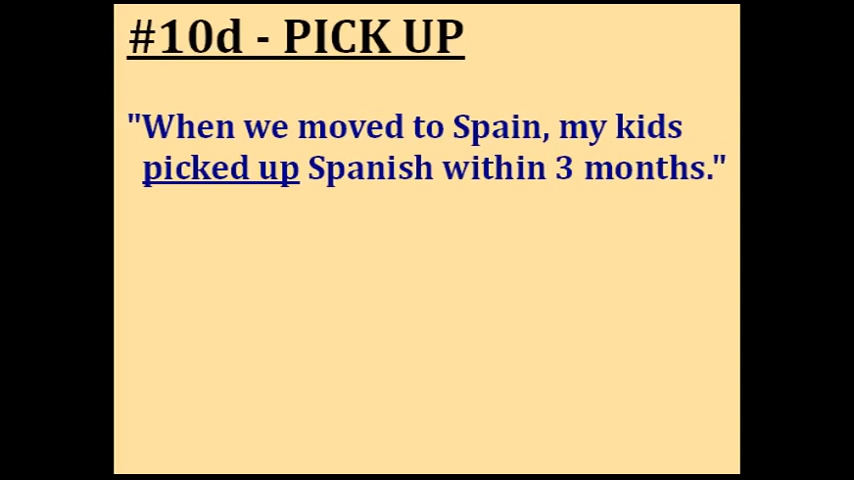 #10d - PICK UP
"When we moved to Spain, my kids
picked up Spanish within 3 months."